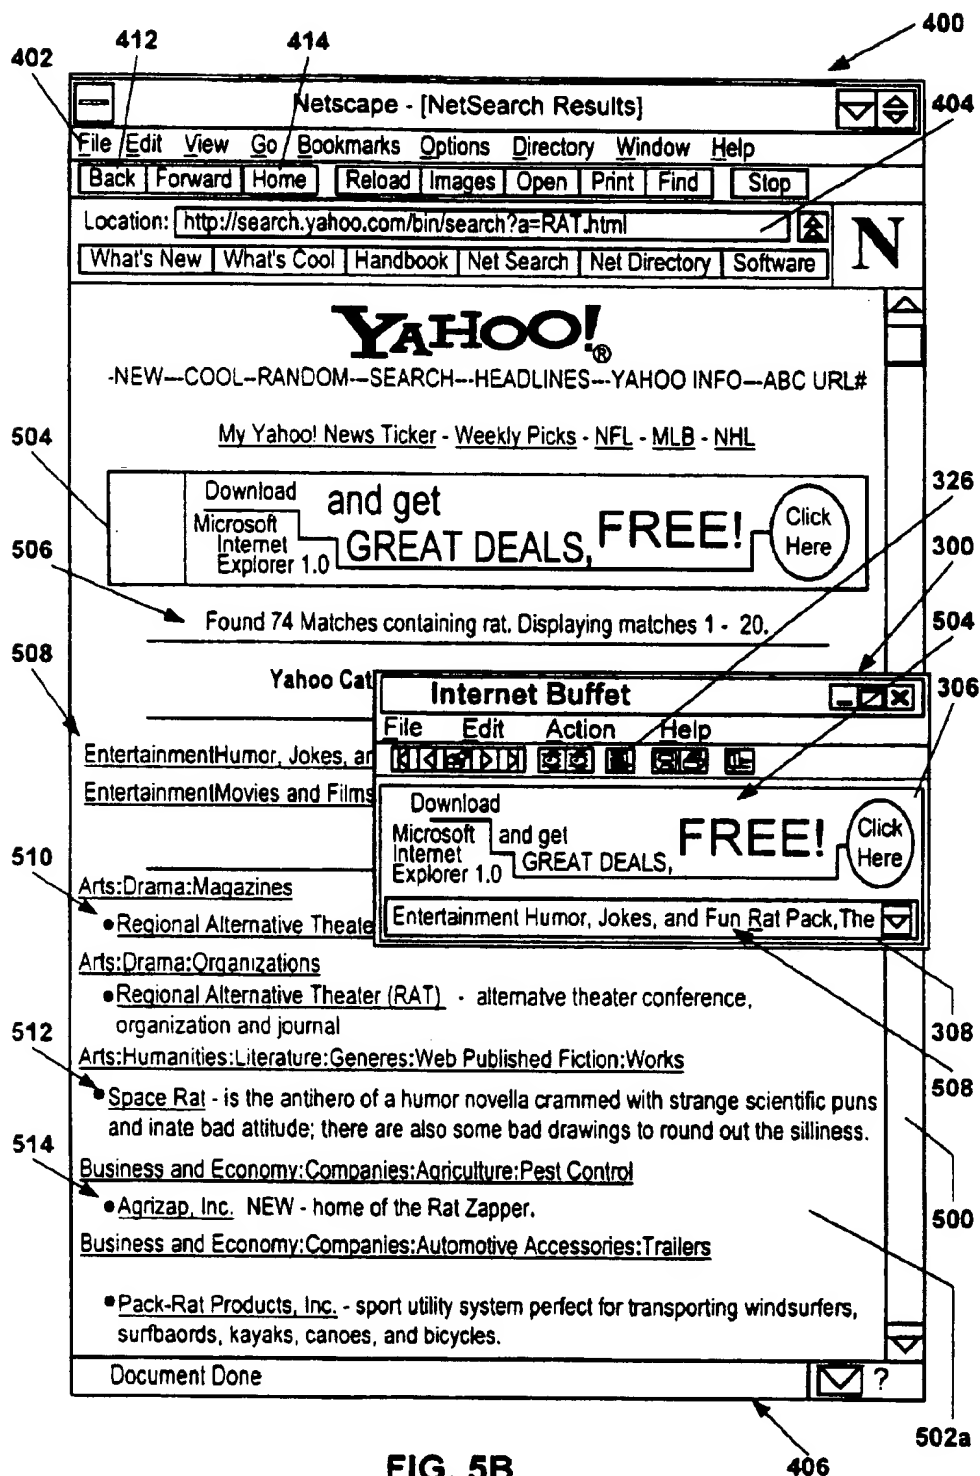 400
412
414
402
Netscape - [NetSearch Results]
404
File Edit View Go Bookmarks Options Directory Window Help
Back Forward Home Reload Images Open Print Find Stop
Location: http://search.yahoo.com/bin/search?a=RAT.html
N
What's New What's Cool Handbook Net Search Net Directory Software
YAHOO!®
-NEW---COOL--RANDOM---SEARCH---HEADLINES---YAHOO INFO---ABC URL#
504
My Yahoo! News Ticker - Weekly Picks - NFL - MLB - NHL
326
Download
Microsoft
Internet
Explorer 1.0
and get
GREAT DEALS,
FREE!
Click
Here
506
300
Found 74 Matches containing rat. Displaying matches 1 - 20.
504
508
Yahoo Cat
Internet Buffet
306
File Edit Action Help
EntertainmentHumor, Jokes, an
EntertainmentMovies and Films
Download
Microsoft
Internet
Explorer 1.0
and get
GREAT DEALS,
FREE!
Click
Here
510
Arts:Drama:Magazines
Entertainment Humor, Jokes, and Fun Rat Pack,The
•Regional Alternative Theate
Arts:Drama:Organizations
•Regional Alternative Theater (RAT) - alternatve theater conference,
organization and journal
308
512
Arts:Humanities:Literature:Generes:Web Published Fiction:Works
508
•Space Rat - is the antihero of a humor novella crammed with strange scientific puns
and inate bad attitude; there are also some bad drawings to round out the silliness.
514
Business and Economy:Companies:Agriculture:Pest Control
•Agrizap, Inc. NEW - home of the Rat Zapper.
500
Business and Economy:Companies:Automotive Accessories:Trailers
•Pack-Rat Products, Inc. - sport utility system perfect for transporting windsurfers,
surfbaords, kayaks, canoes, and bicycles.
Document Done
?
502a
406
FIG. 5B